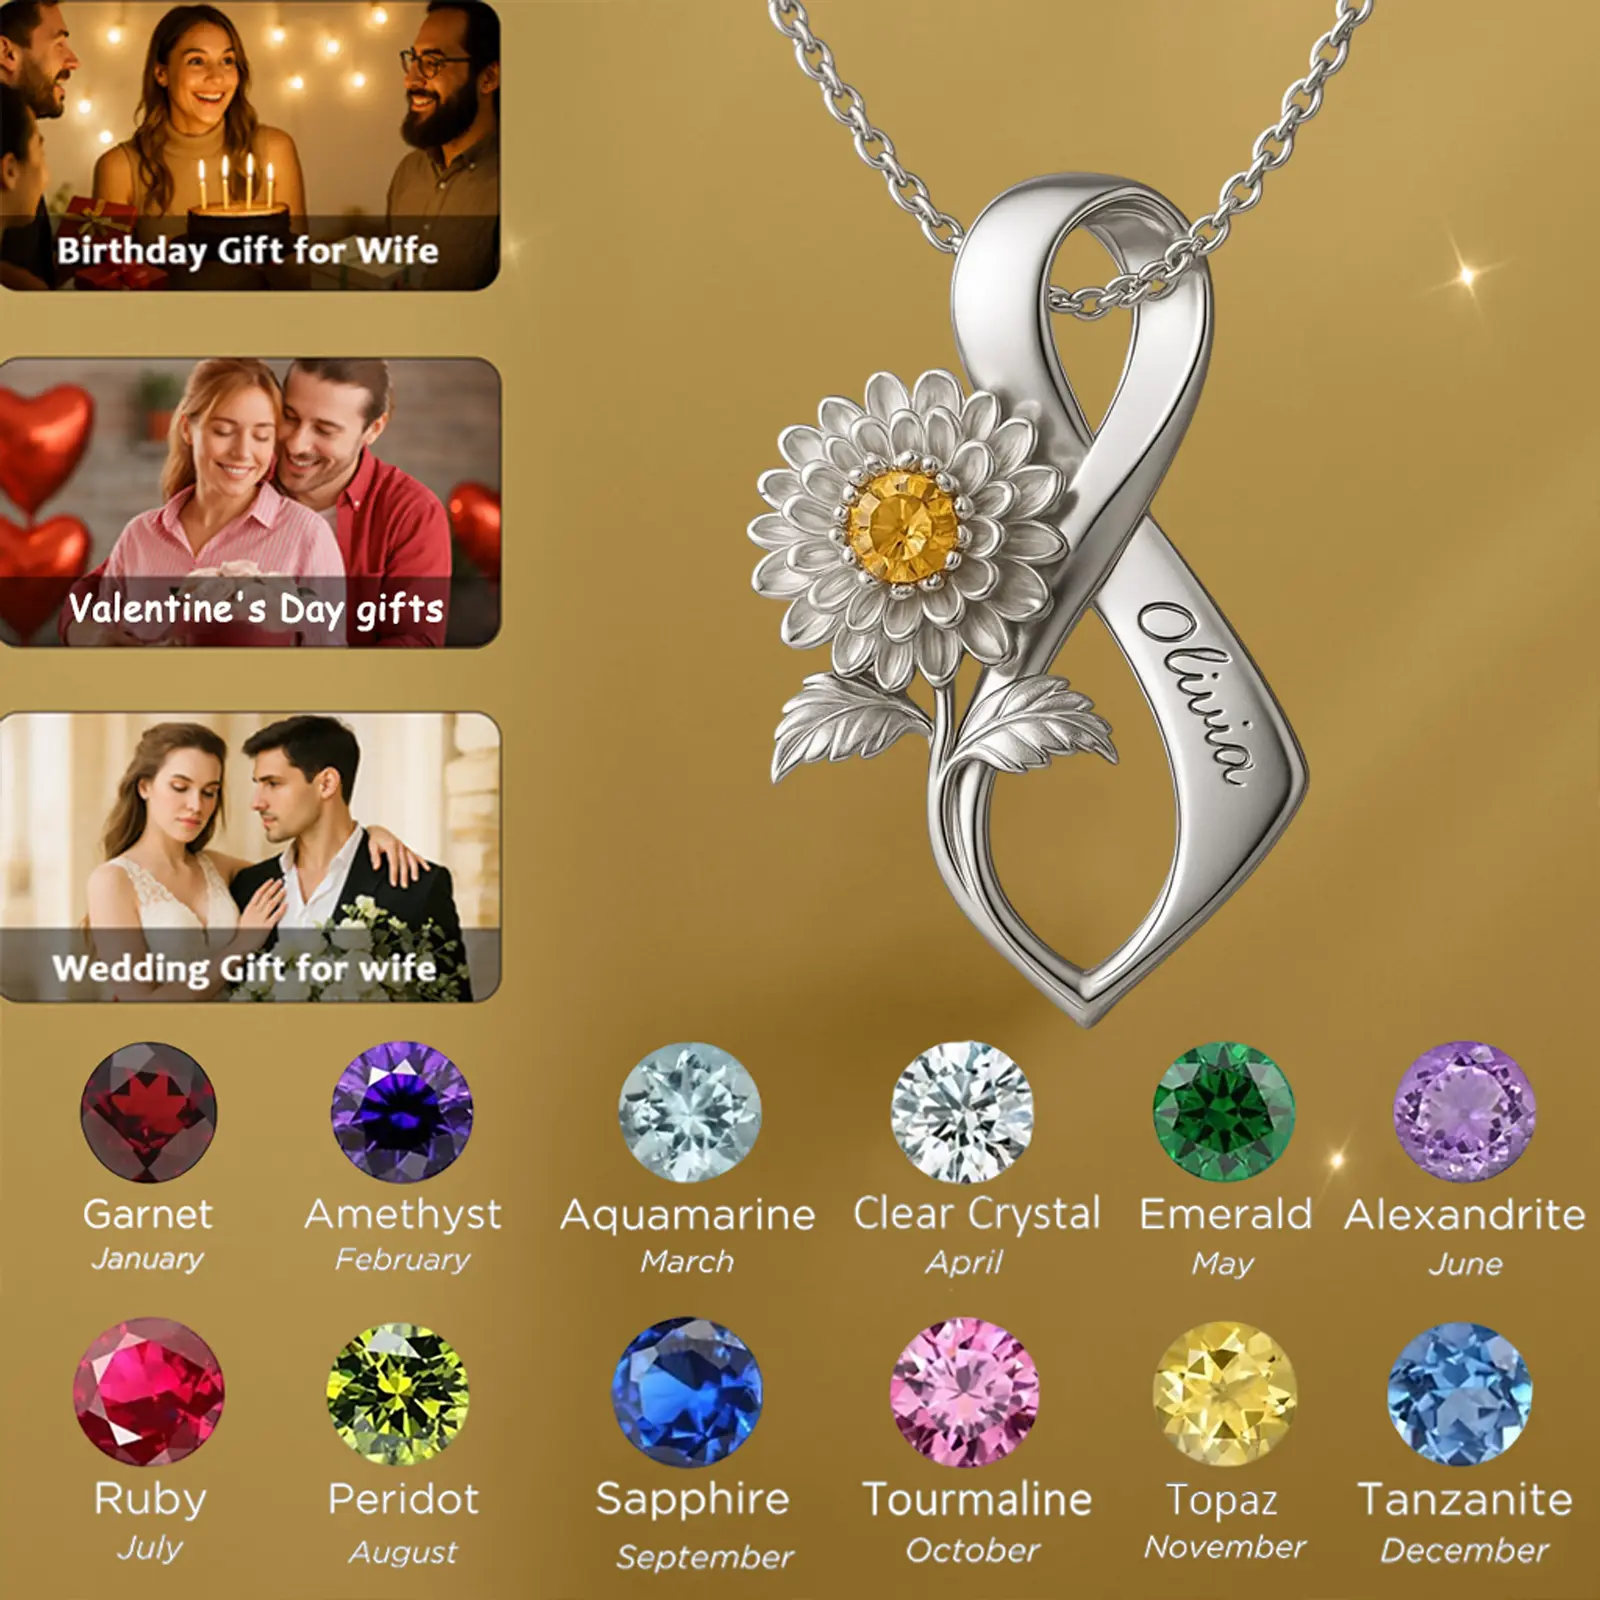 Birthday Gift for Wife
Valentine's Day gifts
Wedding Gift for wife
Olivia
Garnet
January
Amethyst
February
Aquamarine
March
Clear Crystal
April
Emerald
May
Alexandrite
June
Ruby
July
Peridot
August
Sapphire
September
Tourmaline
October
Topaz
November
Tanzanite
December